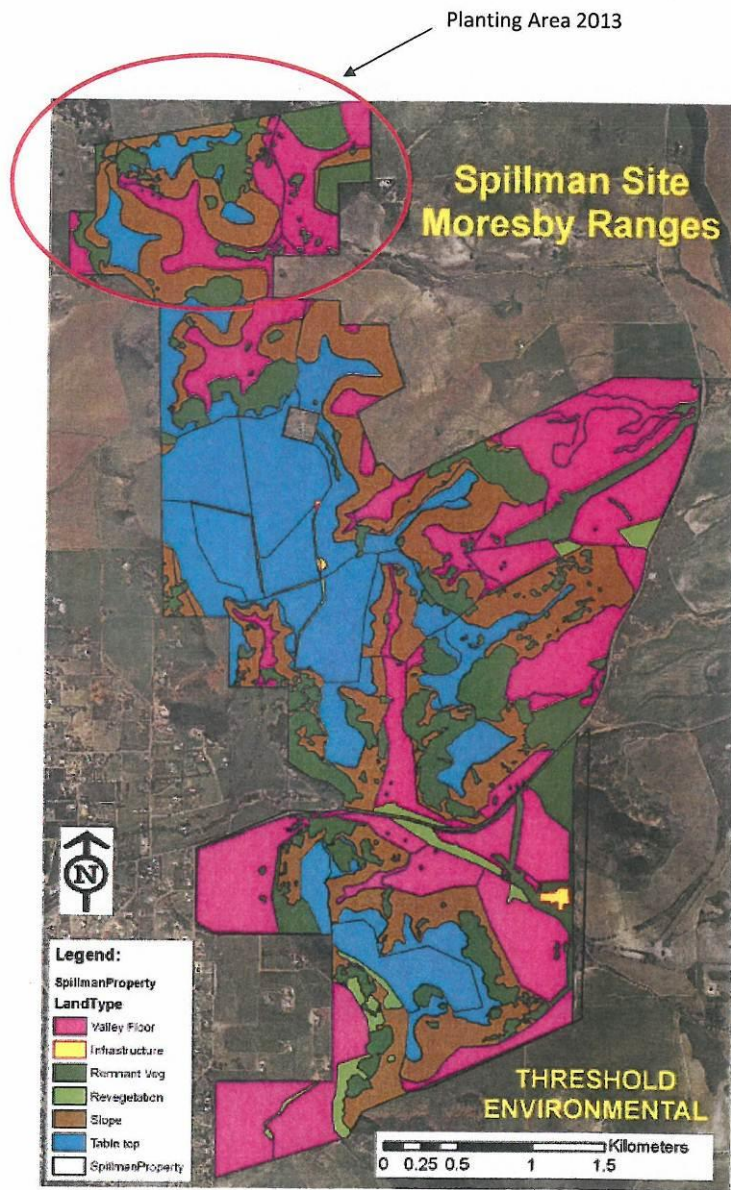 Planting Area 2013
Spillman Site
Moresby Ranges
N
Legend:
SpillmanProperty
LandType
Valley Floor
Infrastructure
Remnant Veg
Revegetation
Slope
Table top
SpillmanProperty
THRESHOLD
ENVIRONMENTAL
Kilometers
0 0.25 0.5 1 1.5